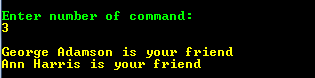 Enter number of command:
3
George Adamson is your friend
Ann Harris is your friend